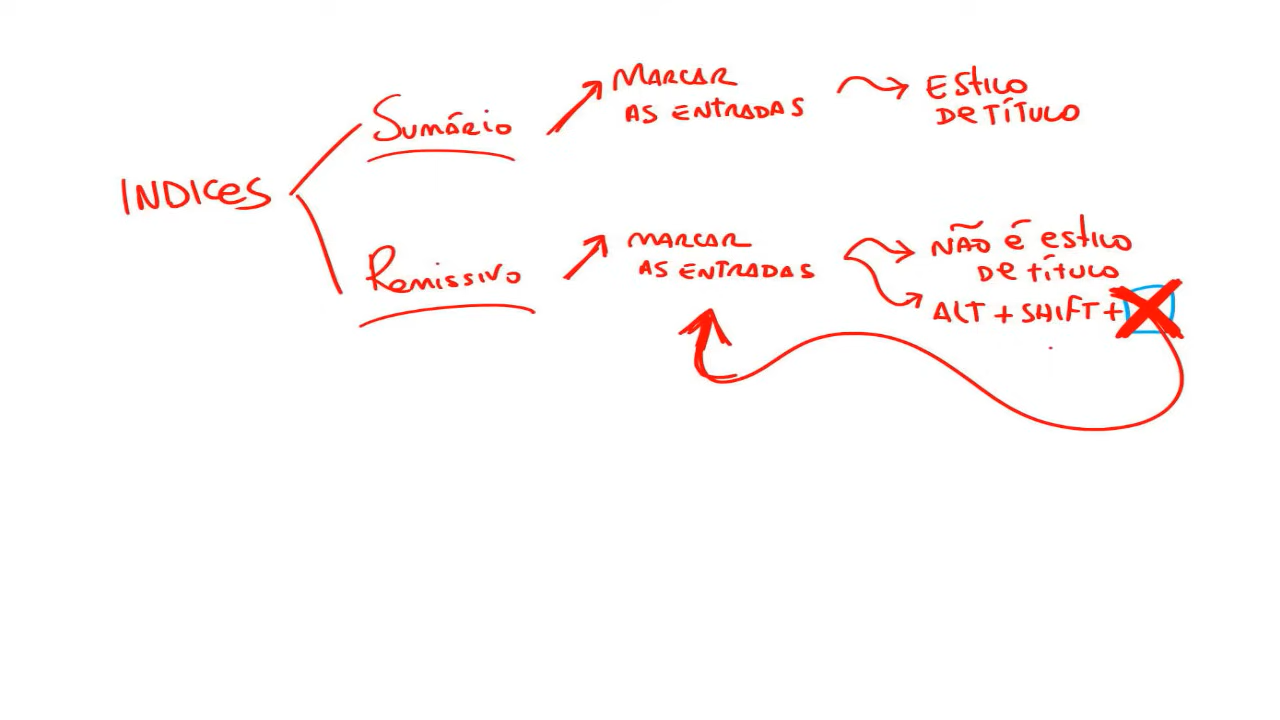 INDICES
Sumário
MARCAR
AS ENTRADAS
ESTILO
DE TÍTULO
Remissivo
MARCAR
AS ENTRADAS
NÃO É ESTILO
DE TÍTULO
ALT + SHIFT + X